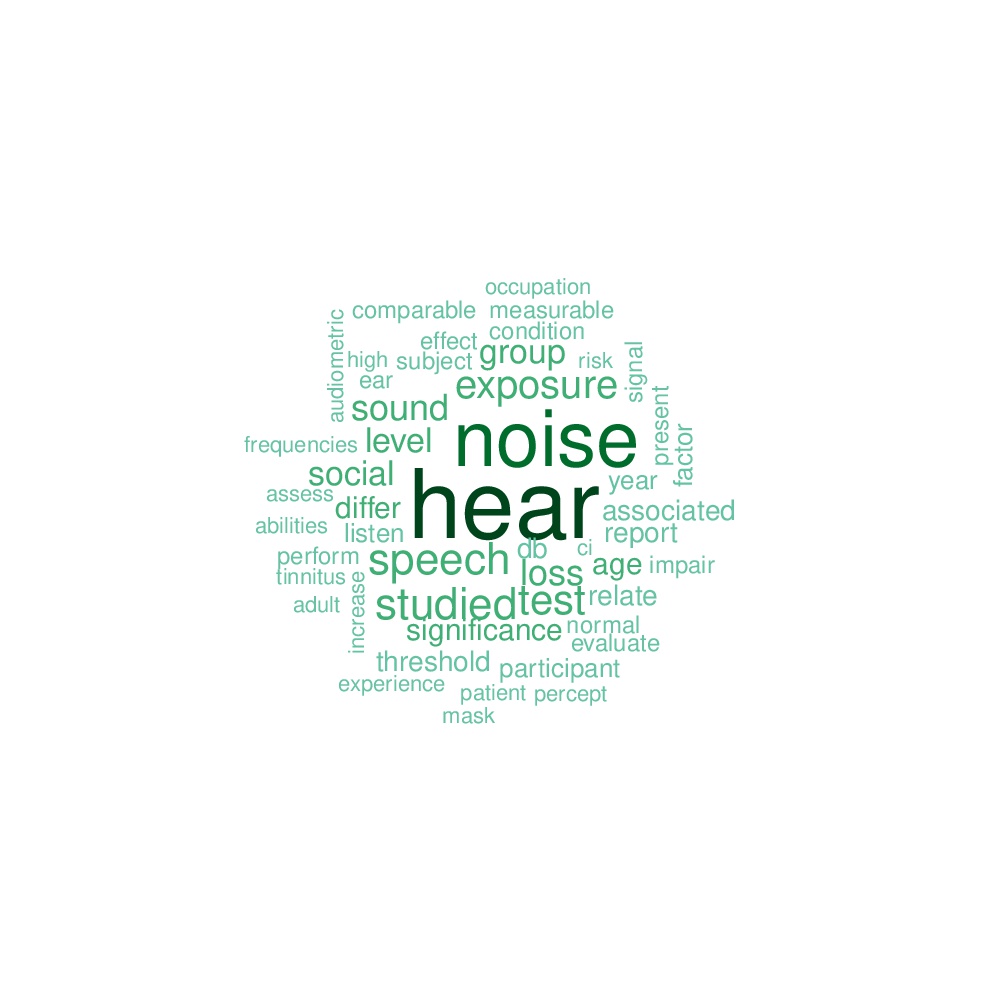 occupation
comparable
measurable
audiometric
effect
condition
high
subject
group
risk
signal
ear
exposure
sound
present
noise
factor
frequencies
level
social
hear
year
assess
differ
associated
abilities
listen
report
perform
speech
db
ci
tinnitus
loss
age
impair
adult
increase
studied
test
relate
significance
normal
evaluate
threshold
participant
experience
patient
percept
mask